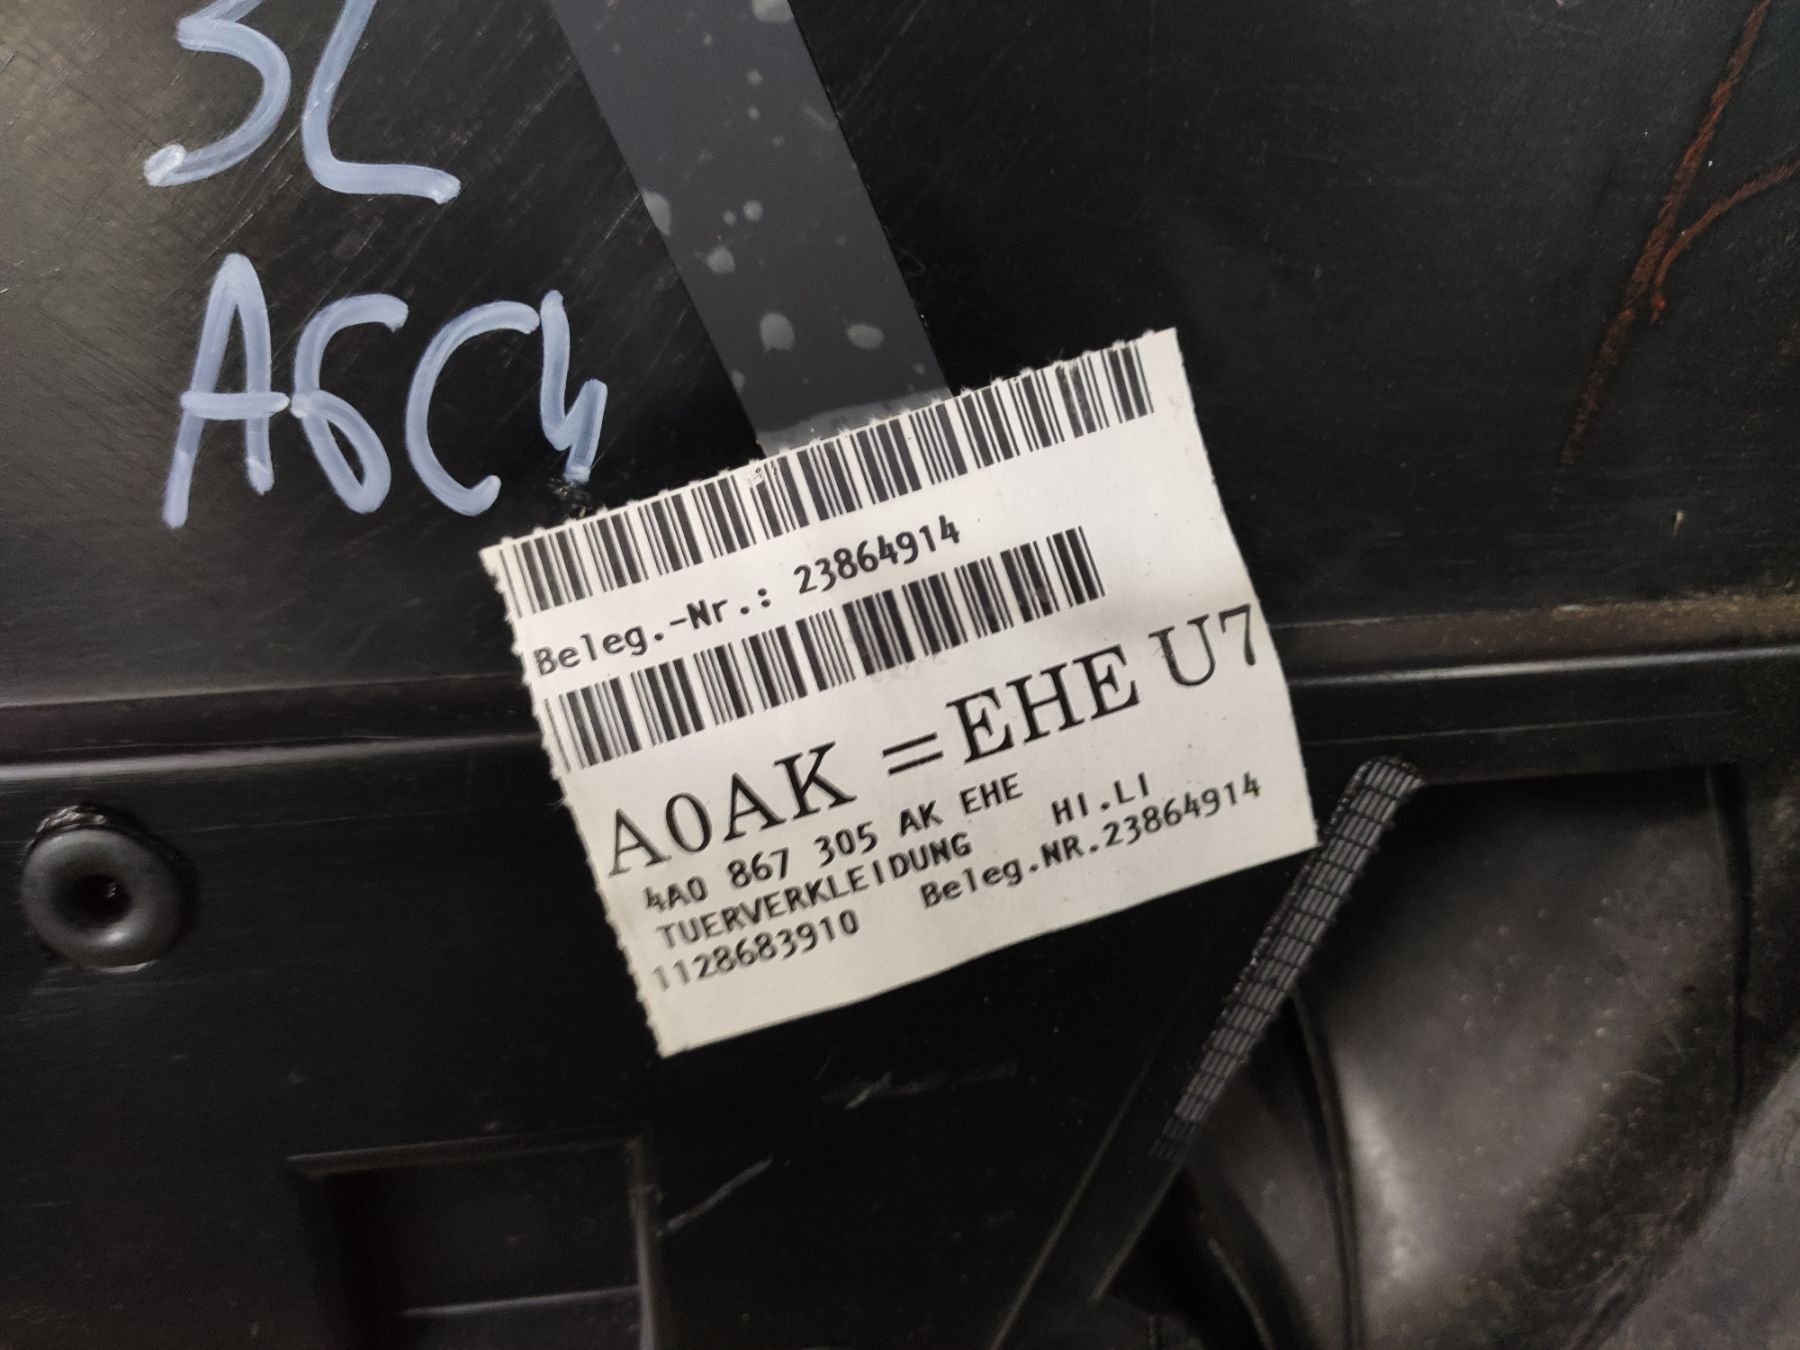 3L
A6C4
Beleg.-Nr.: 23864914
A0AK =EHE U7
4A0 867 305 AK EHE
TUERVERKLEIDUNG HI.LI
1128683910 Beleg.NR.23864914